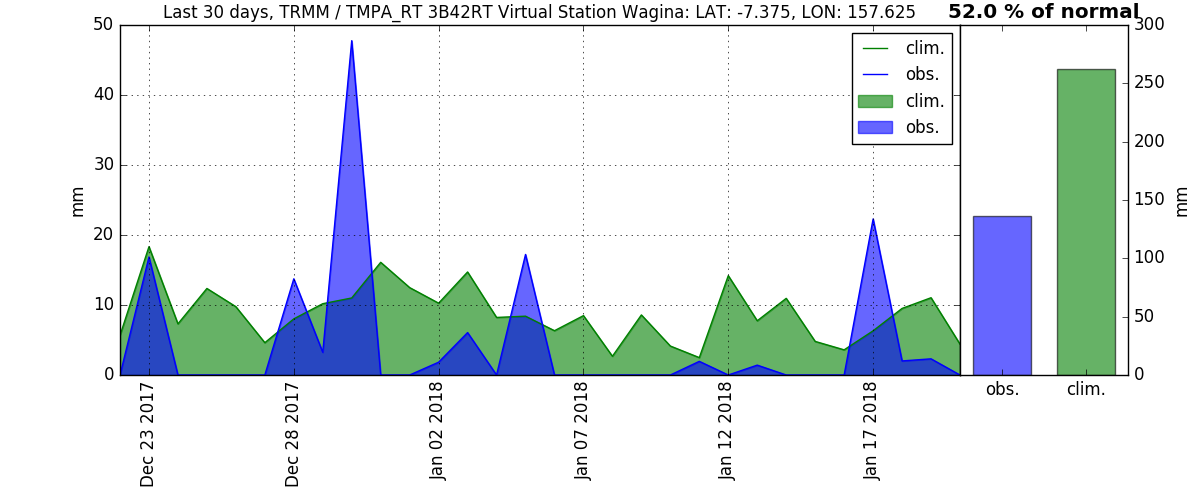 Last 30 days, TRMM / TMPA_RT 3B42RT Virtual Station Wagina: LAT: -7.375, LON: 157.625
52.0 % of normal
50
40
30
20
10
0
mm
clim.
obs.
clim.
obs.
300
250
200
150
100
50
0
mm
obs.
clim.
Dec 23 2017
Dec 28 2017
Jan 02 2018
Jan 07 2018
Jan 12 2018
Jan 17 2018